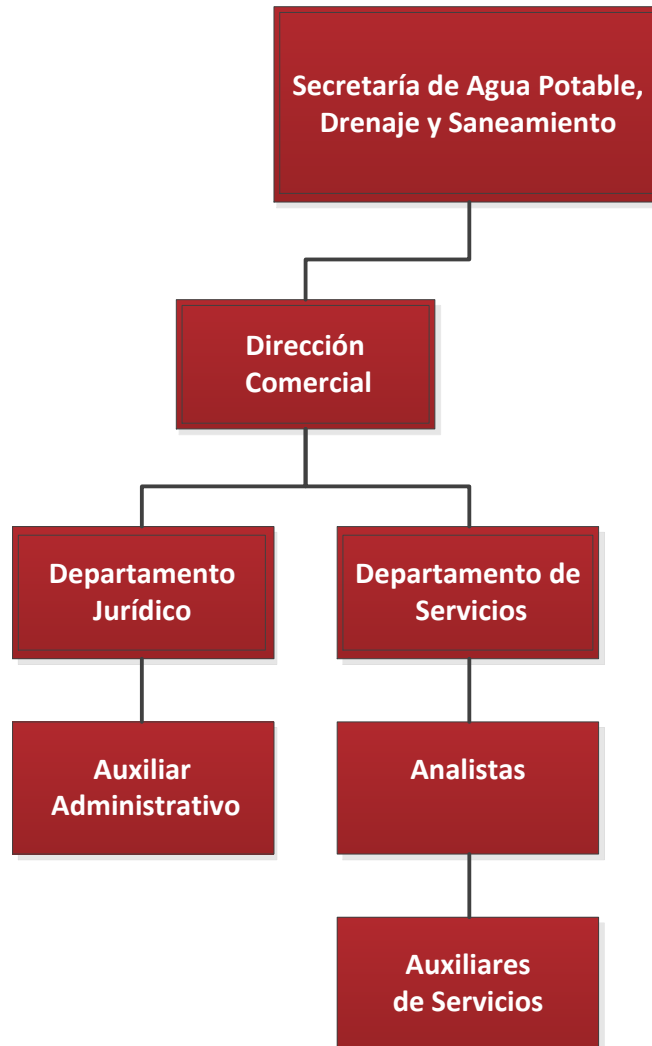 Secretaría de Agua Potable,
Drenaje y Saneamiento
Dirección
Comercial
Departamento
Jurídico
Departamento de
Servicios
Auxiliar
Administrativo
Analistas
Auxiliares
de Servicios